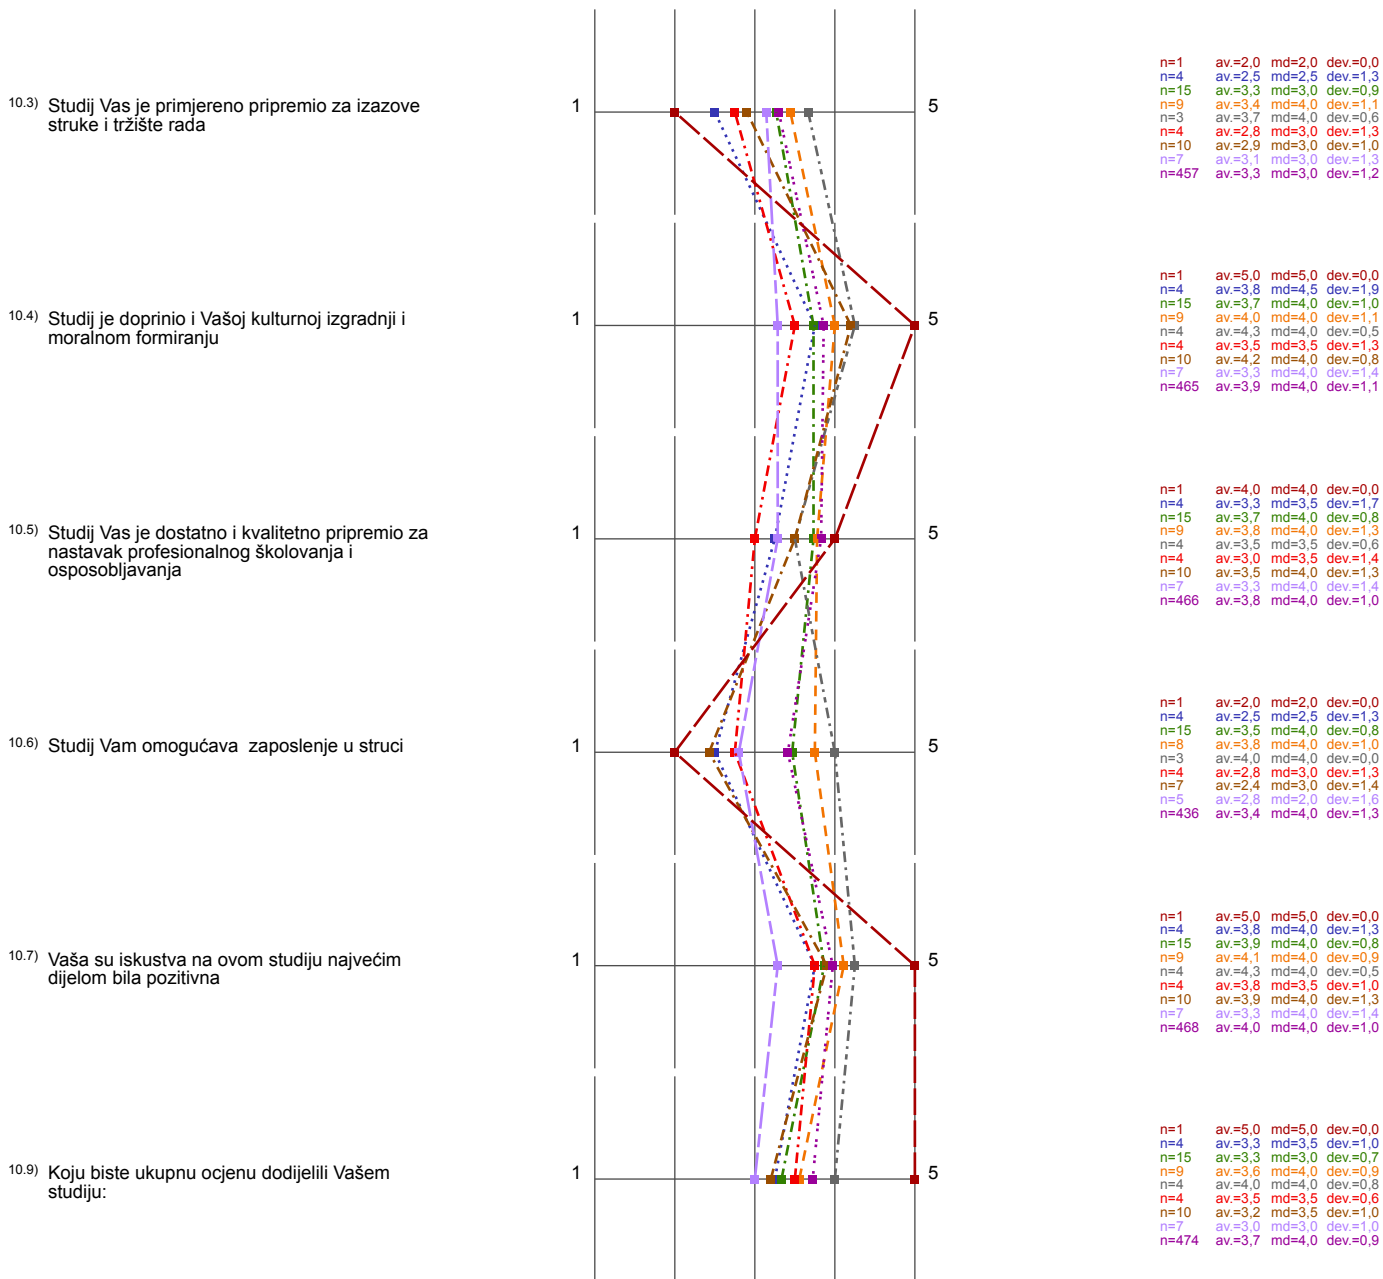 10.3) Studij Vas je primjereno pripremio za izazove
struke i tržište rada
1
5
n=1 av.=2,0 md=2,0 dev.=0,0
n=4 av.=2,5 md=2,5 dev.=1,3
n=15 av.=3,3 md=3,0 dev.=0,9
n=9 av.=3,4 md=4,0 dev.=1,1
n=3 av.=3,7 md=4,0 dev.=0,6
n=4 av.=2,8 md=3,0 dev.=1,3
n=10 av.=2,9 md=3,0 dev.=1,0
n=7 av.=3,1 md=3,0 dev.=1,3
n=457 av.=3,3 md=3,0 dev.=1,2
10.4) Studij je doprinio i Vašoj kulturnoj izgradnji i
moralnom formiranju
1
5
n=1 av.=5,0 md=5,0 dev.=0,0
n=4 av.=3,8 md=4,5 dev.=1,9
n=15 av.=3,7 md=4,0 dev.=1,0
n=9 av.=4,0 md=4,0 dev.=1,1
n=4 av.=4,3 md=4,0 dev.=0,5
n=4 av.=3,5 md=3,5 dev.=1,3
n=10 av.=4,2 md=4,0 dev.=0,8
n=7 av.=3,3 md=4,0 dev.=1,4
n=465 av.=3,9 md=4,0 dev.=1,1
10.5) Studij Vas je dostatno i kvalitetno pripremio za
nastavak profesionalnog školovanja i
osposobljavanja
1
5
n=1 av.=4,0 md=4,0 dev.=0,0
n=4 av.=3,3 md=3,5 dev.=1,7
n=15 av.=3,7 md=4,0 dev.=0,8
n=9 av.=3,8 md=4,0 dev.=1,3
n=4 av.=3,5 md=3,5 dev.=0,6
n=4 av.=3,0 md=3,5 dev.=1,4
n=10 av.=3,5 md=4,0 dev.=1,3
n=7 av.=3,3 md=4,0 dev.=1,4
n=466 av.=3,8 md=4,0 dev.=1,0
10.6) Studij Vam omogućava  zaposlenje u struci
1
5
n=1 av.=2,0 md=2,0 dev.=0,0
n=4 av.=2,5 md=2,5 dev.=1,3
n=15 av.=3,5 md=4,0 dev.=0,8
n=8 av.=3,8 md=4,0 dev.=1,0
n=3 av.=4,0 md=4,0 dev.=0,0
n=4 av.=2,8 md=3,0 dev.=1,3
n=7 av.=2,4 md=3,0 dev.=1,4
n=5 av.=2,8 md=2,0 dev.=1,6
n=436 av.=3,4 md=4,0 dev.=1,3
10.7) Vaša su iskustva na ovom studiju najvećim
dijelom bila pozitivna
1
5
n=1 av.=5,0 md=5,0 dev.=0,0
n=4 av.=3,8 md=4,0 dev.=1,3
n=15 av.=3,9 md=4,0 dev.=0,8
n=9 av.=4,1 md=4,0 dev.=0,9
n=4 av.=4,3 md=4,0 dev.=0,5
n=4 av.=3,8 md=3,5 dev.=1,0
n=10 av.=3,9 md=4,0 dev.=1,3
n=7 av.=3,3 md=4,0 dev.=1,4
n=468 av.=4,0 md=4,0 dev.=1,0
10.9) Koju biste ukupnu ocjenu dodijelili Vašem
studiju:
1
5
n=1 av.=5,0 md=5,0 dev.=0,0
n=4 av.=3,3 md=3,5 dev.=1,0
n=15 av.=3,3 md=3,0 dev.=0,7
n=9 av.=3,6 md=4,0 dev.=0,9
n=4 av.=4,0 md=4,0 dev.=0,8
n=4 av.=3,5 md=3,5 dev.=0,6
n=10 av.=3,2 md=3,5 dev.=1,0
n=7 av.=3,0 md=3,0 dev.=1,0
n=474 av.=3,7 md=4,0 dev.=0,9